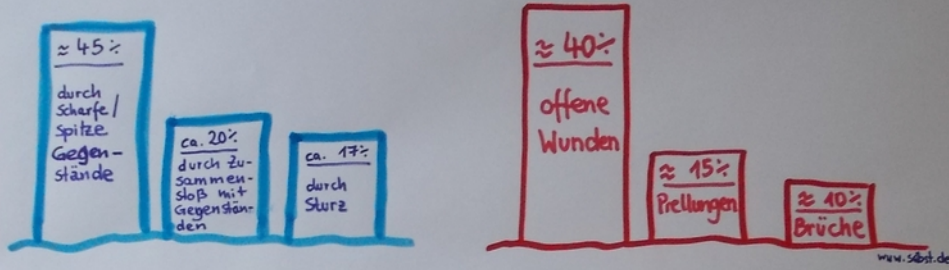 ≈ 45%
durch
scharfe/
spitze
Gegen-
stände
ca. 20%
durch Zu-
sammen-
stoß mit
Gegenstän-
den
ca. 17%
durch
Sturz
≈ 40%
offene
Wunden
≈ 15%
Prellungen
≈ 10%
Brüche
www.selbst.de